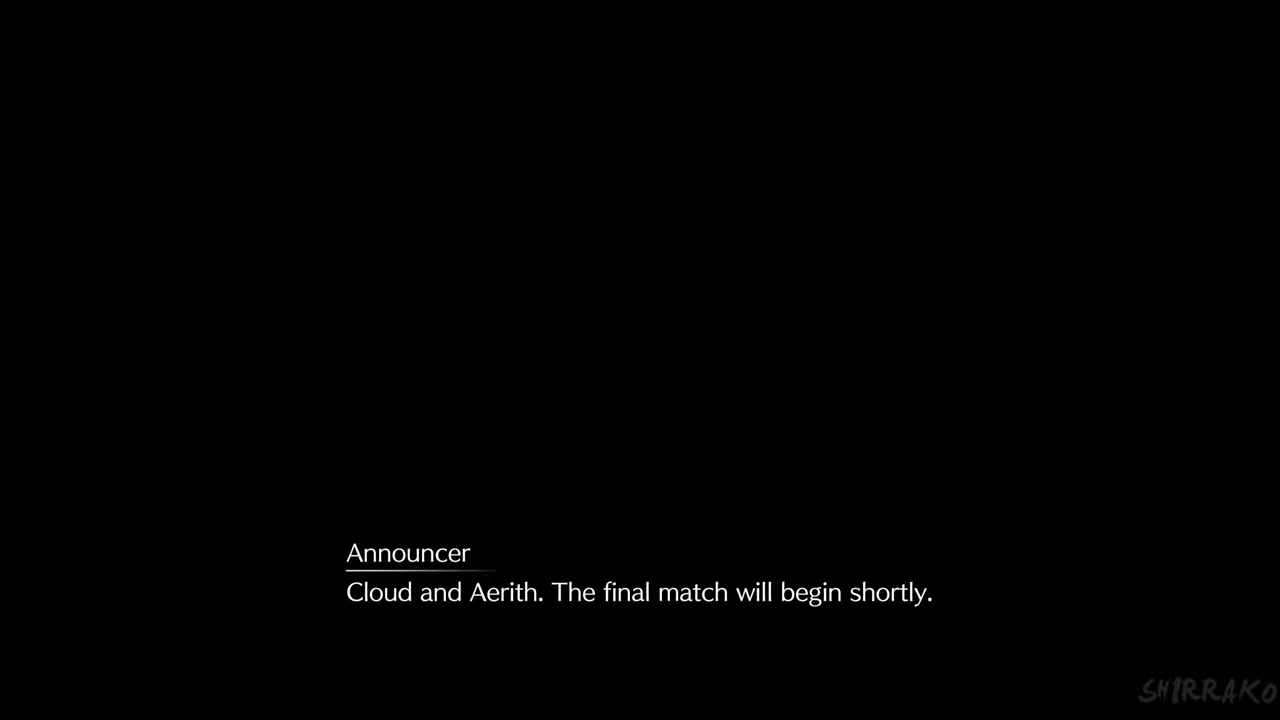 Announcer
Cloud and Aerith. The final match will begin shortly.
SHIRRAKO